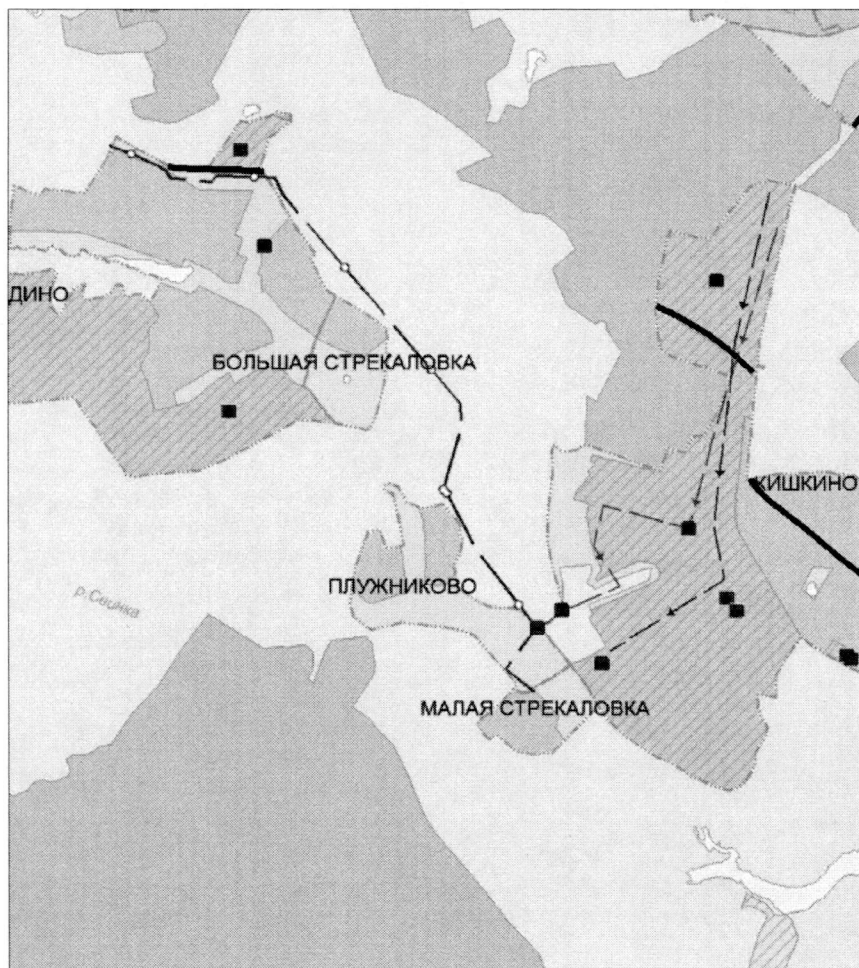 ДИНО
БОЛЬШАЯ СТРЕКАЛОВКА
КИШКИНО
ПЛУЖНИКОВО
р. Свинка
МАЛАЯ СТРЕКАЛОВКА